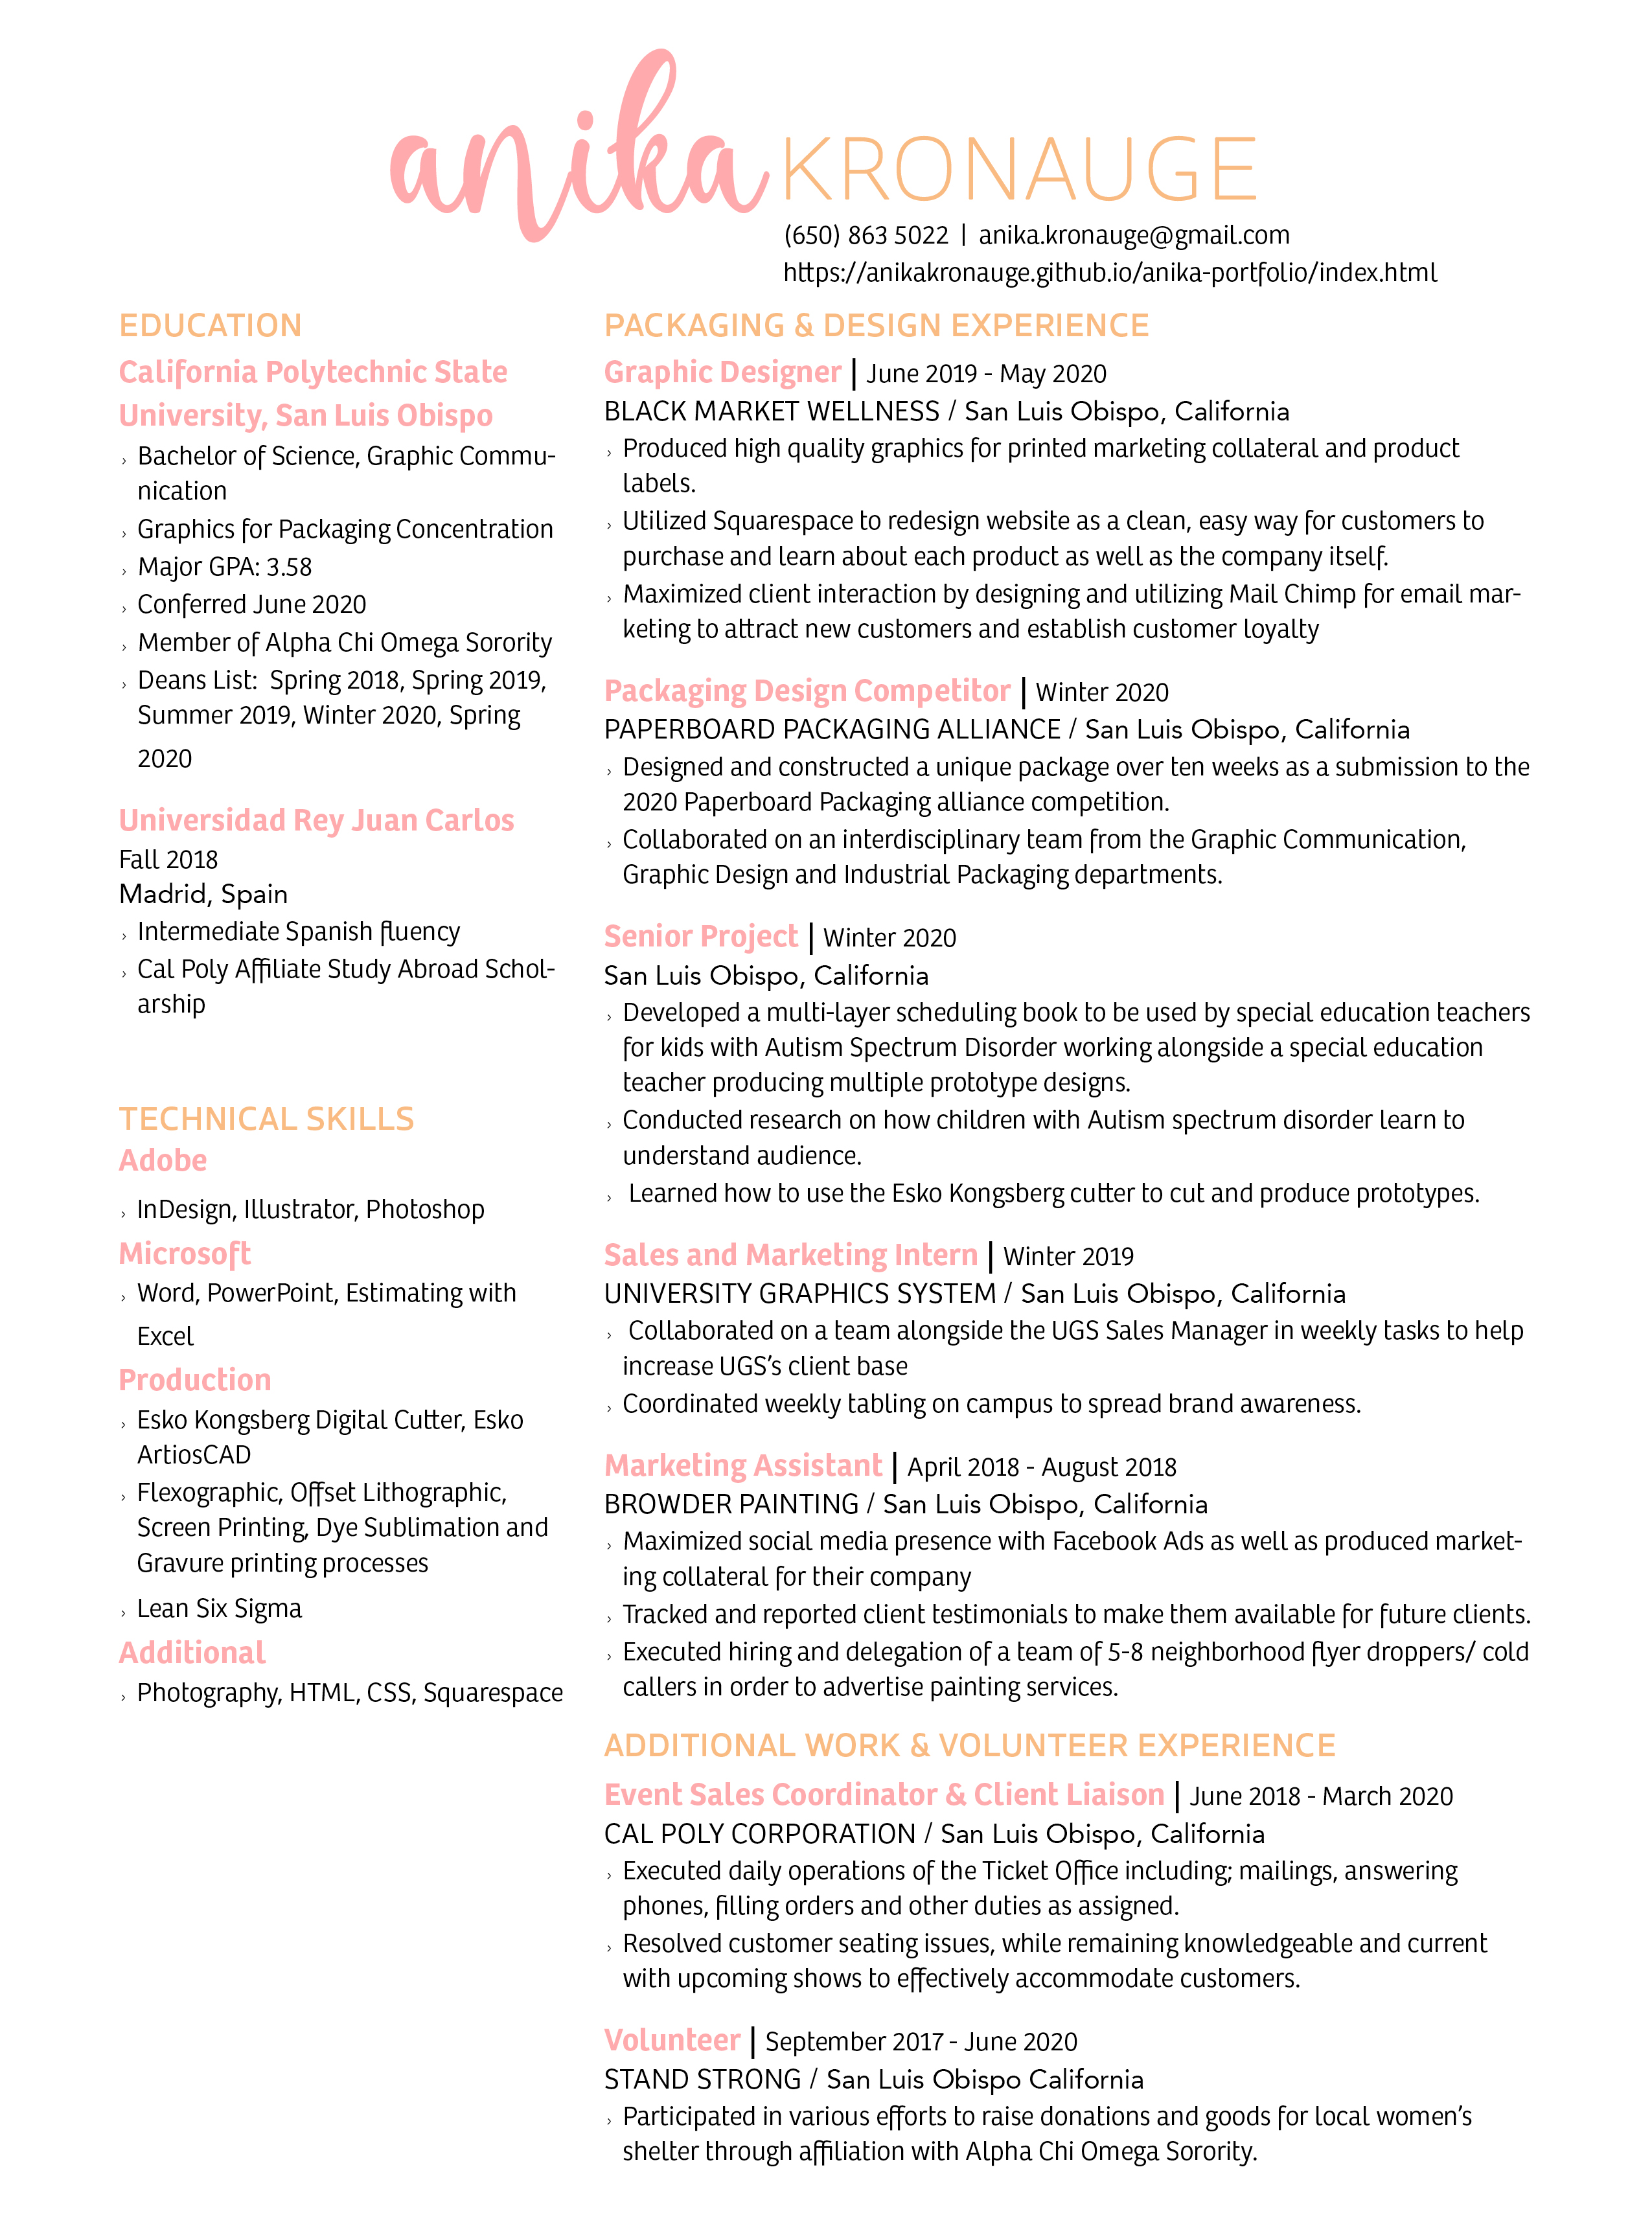 anika KRONAUGE
(650) 863 5022 | anika.kronauge@gmail.com
https://anikakronauge.github.io/anika-portfolio/index.html
EDUCATION
California Polytechnic State
University, San Luis Obispo
› Bachelor of Science, Graphic Commu-
nication
› Graphics for Packaging Concentration
› Major GPA: 3.58
› Conferred June 2020
› Member of Alpha Chi Omega Sorority
› Deans List: Spring 2018, Spring 2019,
Summer 2019, Winter 2020, Spring
2020
Universidad Rey Juan Carlos
Fall 2018
Madrid, Spain
› Intermediate Spanish fluency
› Cal Poly Affiliate Study Abroad Schol-
arship
TECHNICAL SKILLS
Adobe
› InDesign, Illustrator, Photoshop
Microsoft
› Word, PowerPoint, Estimating with
Excel
Production
› Esko Kongsberg Digital Cutter, Esko
ArtiosCAD
› Flexographic, Offset Lithographic,
Screen Printing, Dye Sublimation and
Gravure printing processes
› Lean Six Sigma
Additional
› Photography, HTML, CSS, Squarespace
PACKAGING & DESIGN EXPERIENCE
Graphic Designer | June 2019 - May 2020
BLACK MARKET WELLNESS / San Luis Obispo, California
› Produced high quality graphics for printed marketing collateral and product
labels.
› Utilized Squarespace to redesign website as a clean, easy way for customers to
purchase and learn about each product as well as the company itself.
› Maximized client interaction by designing and utilizing Mail Chimp for email mar-
keting to attract new customers and establish customer loyalty
Packaging Design Competitor | Winter 2020
PAPERBOARD PACKAGING ALLIANCE / San Luis Obispo, California
› Designed and constructed a unique package over ten weeks as a submission to the
2020 Paperboard Packaging alliance competition.
› Collaborated on an interdisciplinary team from the Graphic Communication,
Graphic Design and Industrial Packaging departments.
Senior Project | Winter 2020
San Luis Obispo, California
› Developed a multi-layer scheduling book to be used by special education teachers
for kids with Autism Spectrum Disorder working alongside a special education
teacher producing multiple prototype designs.
› Conducted research on how children with Autism spectrum disorder learn to
understand audience.
› Learned how to use the Esko Kongsberg cutter to cut and produce prototypes.
Sales and Marketing Intern | Winter 2019
UNIVERSITY GRAPHICS SYSTEM / San Luis Obispo, California
› Collaborated on a team alongside the UGS Sales Manager in weekly tasks to help
increase UGS’s client base
› Coordinated weekly tabling on campus to spread brand awareness.
Marketing Assistant | April 2018 - August 2018
BROWDER PAINTING / San Luis Obispo, California
› Maximized social media presence with Facebook Ads as well as produced market-
ing collateral for their company
› Tracked and reported client testimonials to make them available for future clients.
› Executed hiring and delegation of a team of 5-8 neighborhood flyer droppers/ cold
callers in order to advertise painting services.
ADDITIONAL WORK & VOLUNTEER EXPERIENCE
Event Sales Coordinator & Client Liaison | June 2018 - March 2020
CAL POLY CORPORATION / San Luis Obispo, California
› Executed daily operations of the Ticket Office including; mailings, answering
phones, filling orders and other duties as assigned.
› Resolved customer seating issues, while remaining knowledgeable and current
with upcoming shows to effectively accommodate customers.
Volunteer | September 2017 - June 2020
STAND STRONG / San Luis Obispo California
› Participated in various efforts to raise donations and goods for local women’s
shelter through affiliation with Alpha Chi Omega Sorority.